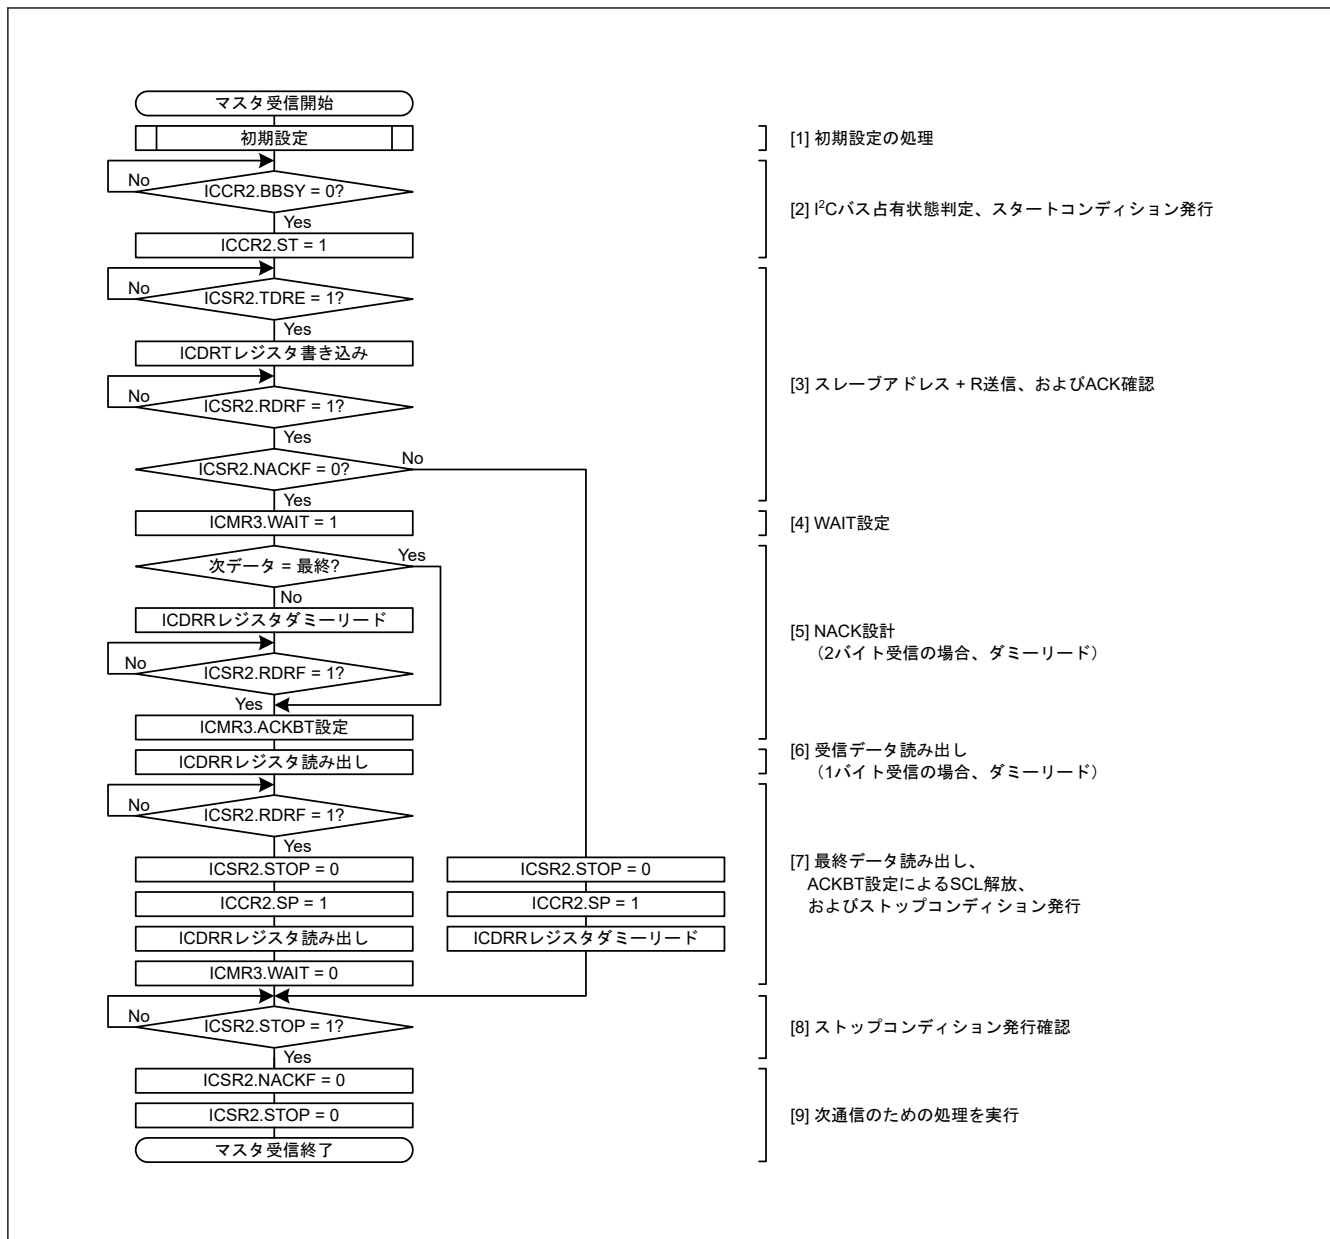 マスタ受信開始
初期設定
[1] 初期設定の処理
No
ICCR2.BBSY = 0?
Yes
[2] I²Cバス占有状態判定、スタートコンディション発行
ICCR2.ST = 1
No
ICSR2.TDRE = 1?
Yes
ICDRTレジスタ書き込み
No
ICSR2.RDRF = 1?
Yes
[3] スレーブアドレス + R送信、およびACK確認
ICSR2.NACKF = 0?
No
Yes
ICMR3.WAIT = 1
[4] WAIT設定
次データ = 最終?
Yes
No
ICDRRレジスタダミーリード
No
ICSR2.RDRF = 1?
Yes
[5] NACK設計
（2バイト受信の場合、ダミーリード）
ICMR3.ACKBT設定
ICDRRレジスタ読み出し
[6] 受信データ読み出し
（1バイト受信の場合、ダミーリード）
No
ICSR2.RDRF = 1?
Yes
ICSR2.STOP = 0
ICCR2.SP = 1
ICDRRレジスタ読み出し
ICMR3.WAIT = 0
ICSR2.STOP = 0
ICCR2.SP = 1
ICDRRレジスタダミーリード
[7] 最終データ読み出し、
ACKBT設定によるSCL解放、
およびストップコンディション発行
No
ICSR2.STOP = 1?
Yes
[8] ストップコンディション発行確認
ICSR2.NACKF = 0
ICSR2.STOP = 0
[9] 次通信のための処理を実行
マスタ受信終了